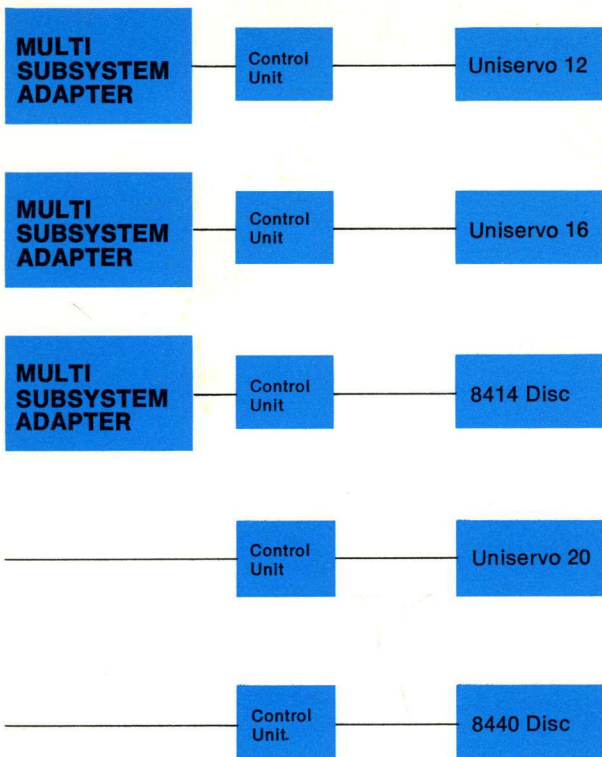 MULTI
SUBSYSTEM
ADAPTER
Control
Unit
Uniservo 12
MULTI
SUBSYSTEM
ADAPTER
Control
Unit
Uniservo 16
MULTI
SUBSYSTEM
ADAPTER
Control
Unit
8414 Disc
Control
Unit
Uniservo 20
Control
Unit
8440 Disc